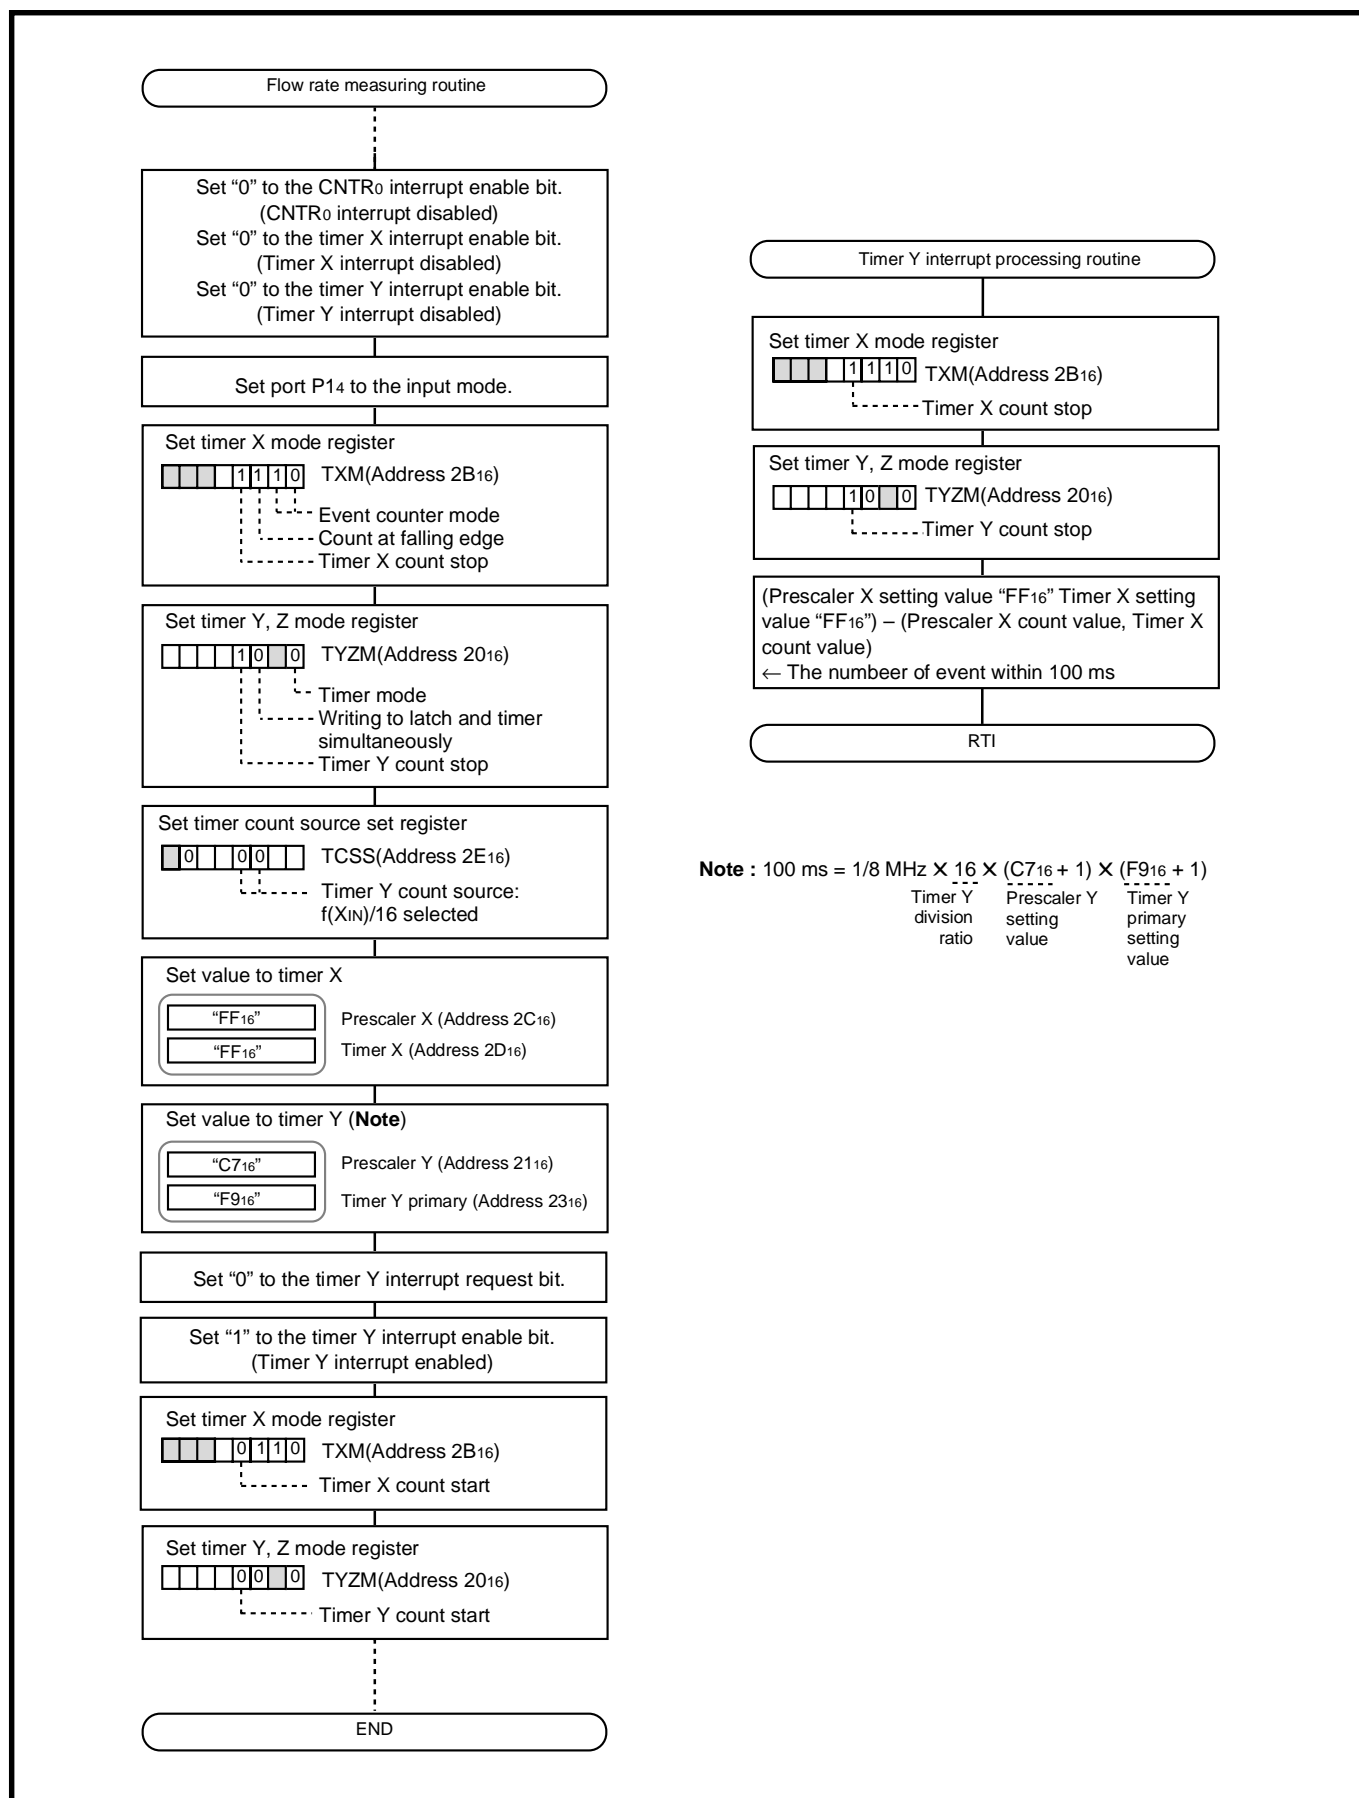 Flow rate measuring routine
Set “0” to the CNTR0 interrupt enable bit.
(CNTR0 interrupt disabled)
Set “0” to the timer X interrupt enable bit.
(Timer X interrupt disabled)
Set “0” to the timer Y interrupt enable bit.
(Timer Y interrupt disabled)
Set port P14 to the input mode.
Set timer X mode register
1 1 1 0 TXM(Address 2B16)
Event counter mode
Count at falling edge
Timer X count stop
Set timer Y, Z mode register
1 0 0 TYZM(Address 2016)
Timer mode
Writing to latch and timer
simultaneously
Timer Y count stop
Set timer count source set register
0 0 0 TCSS(Address 2E16)
Timer Y count source:
f(XIN)/16 selected
Set value to timer X
“FF16” Prescaler X (Address 2C16)
“FF16” Timer X (Address 2D16)
Set value to timer Y (Note)
“C716” Prescaler Y (Address 2116)
“F916” Timer Y primary (Address 2316)
Set “0” to the timer Y interrupt request bit.
Set “1” to the timer Y interrupt enable bit.
(Timer Y interrupt enabled)
Set timer X mode register
0 1 1 0 TXM(Address 2B16)
Timer X count start
Set timer Y, Z mode register
0 0 0 TYZM(Address 2016)
Timer Y count start
END
Timer Y interrupt processing routine
Set timer X mode register
1 1 1 0 TXM(Address 2B16)
Timer X count stop
Set timer Y, Z mode register
1 0 0 TYZM(Address 2016)
Timer Y count stop
(Prescaler X setting value “FF16” Timer X setting
value “FF16”) – (Prescaler X count value, Timer X
count value)
← The numbeer of event within 100 ms
RTI
Note : 100 ms = 1/8 MHz × 16 × (C716 + 1) × (F916 + 1)
Timer Y
division
ratio
Prescaler Y
setting
value
Timer Y
primary
setting
value